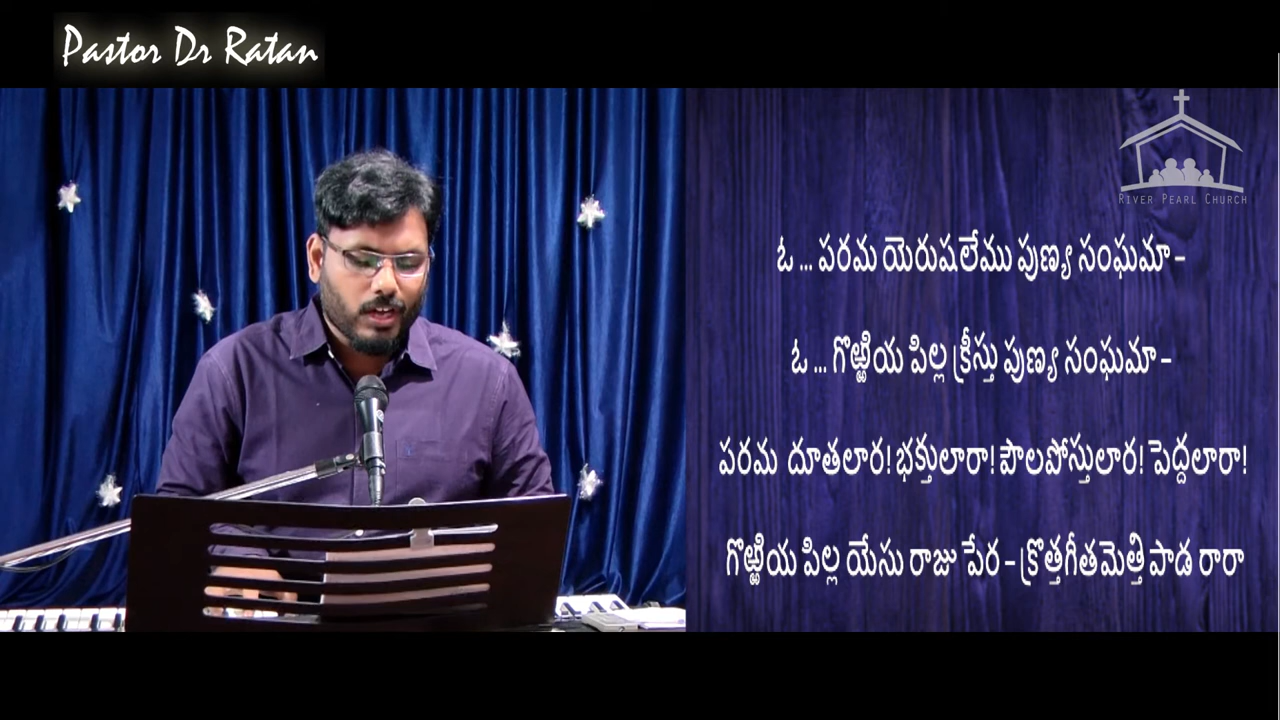 Pastor Dr Ratan
RIVER PEARL CHURCH
ఓ ... పరమ యెరుషలేము పుణ్య సంఘమా -
ఓ ... గొఱ్ఱియ పిల్ల క్రీస్తు పుణ్య సంఘమా -
పరమ దూతలార! భక్తులారా! పౌలపోస్తులార! పెద్దలారా!
గొఱ్ఱియ పిల్ల యేసు రాజు పేర - క్రొత్తగీతమెత్తి పాడ రారా